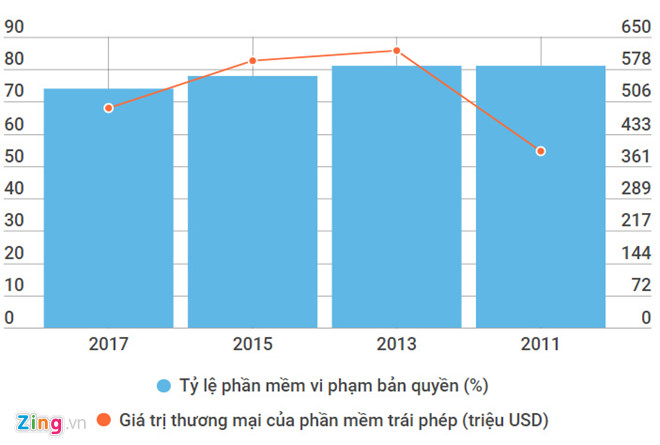 90 650
80 578
70 506
60 433
50 361
40 289
30 217
20 144
10 72
0 0
2017 2015 2013 2011
Tỷ lệ phần mềm vi phạm bản quyền (%)
Giá trị thương mại của phần mềm trái phép (triệu USD)
Zing.vn